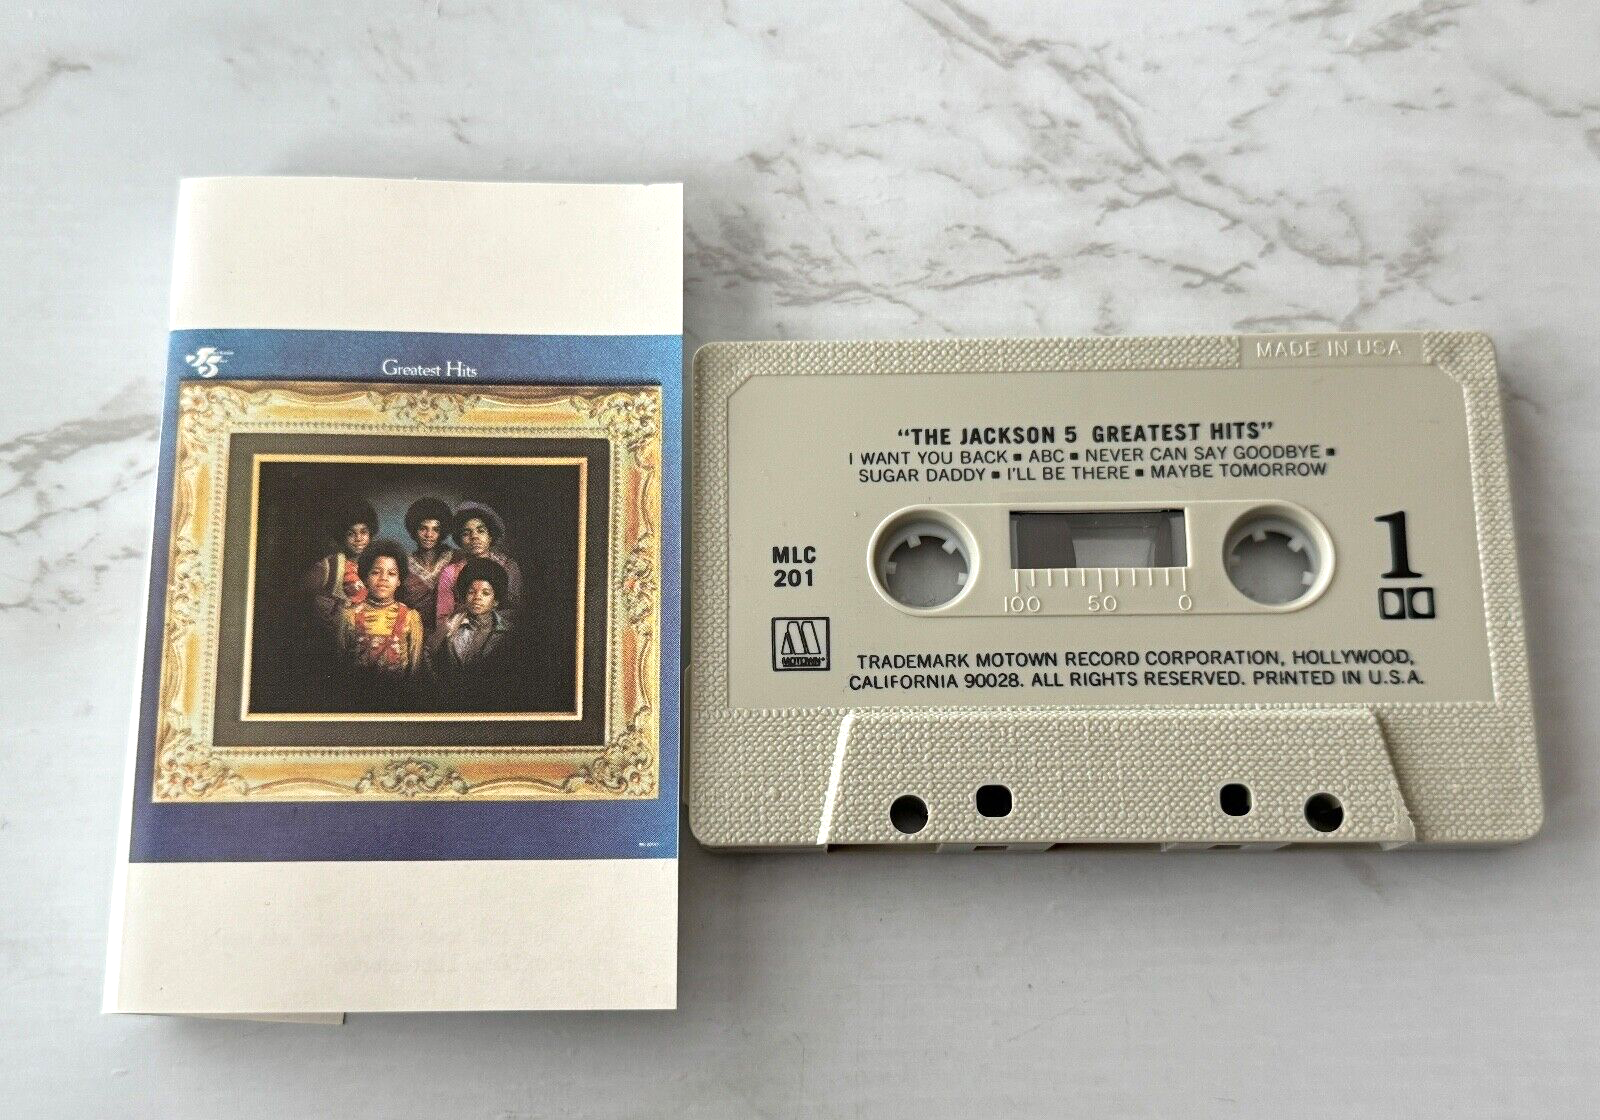 J5
Greatest Hits
MADE IN USA
“THE JACKSON 5 GREATEST HITS”
I WANT YOU BACK ▪ ABC ▪ NEVER CAN SAY GOODBYE ▪
SUGAR DADDY ▪ I'LL BE THERE ▪ MAYBE TOMORROW
MLC
201
1
100 50 0
MOTOWN
TRADEMARK MOTOWN RECORD CORPORATION, HOLLYWOOD,
CALIFORNIA 90028. ALL RIGHTS RESERVED. PRINTED IN U.S.A.